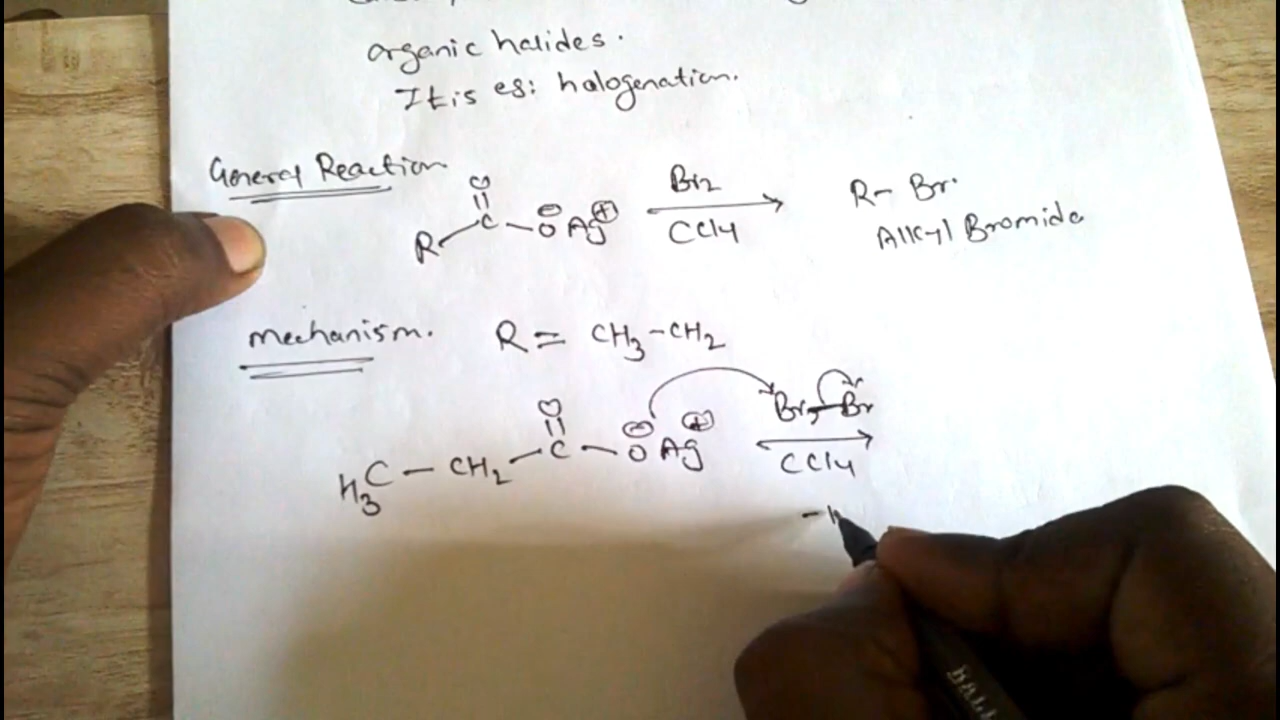 organic halides.
It is eg: halogenation.
General Reaction
O
R C O⊖ Ag⊕ Br2 R- Br.
CCl4 Alkyl Bromide
Mechanism. R = CH3-CH2
O
H3C - CH2 - C - O⊖ Ag⊕ Br-Br
CCl4
-